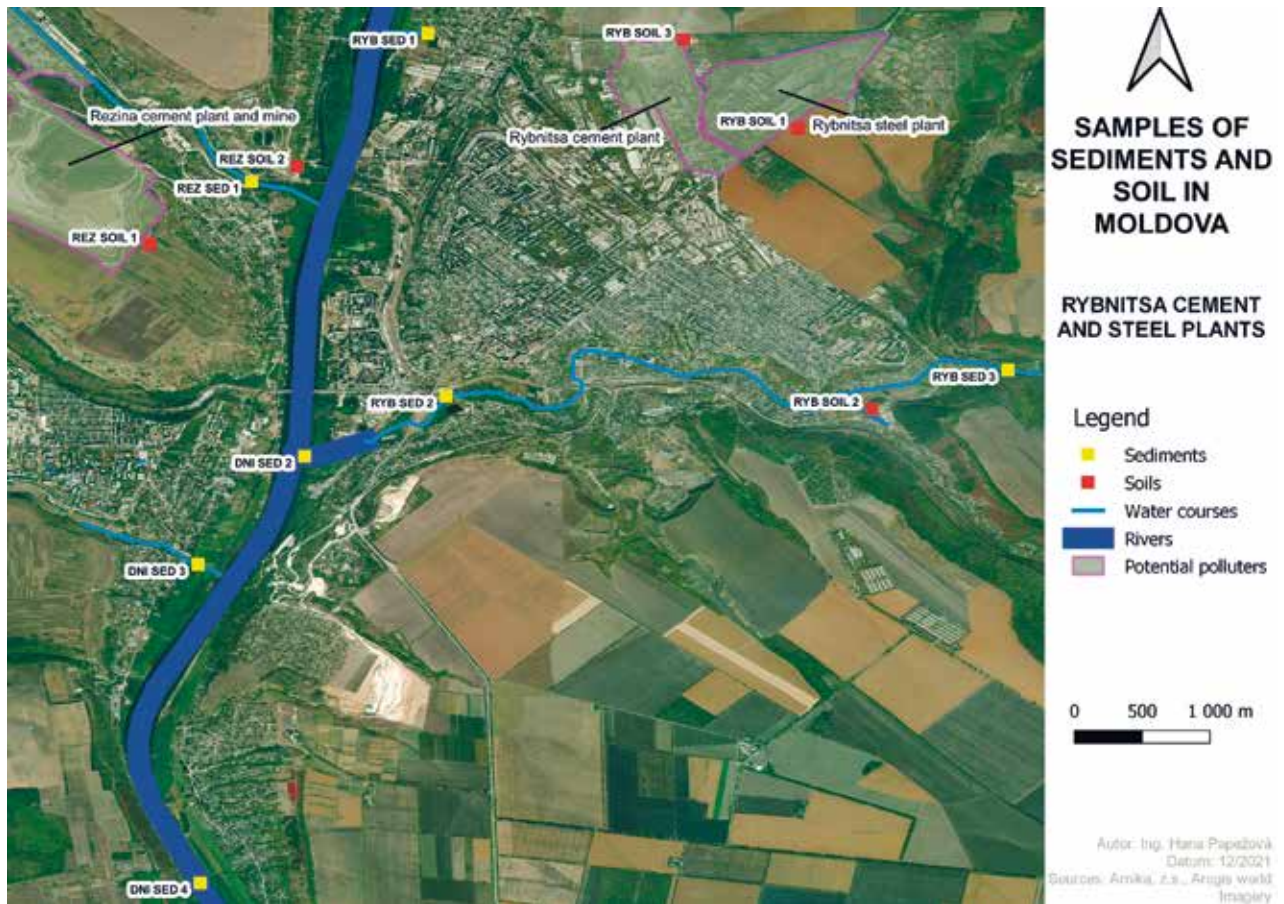 RYB SED 1
RYB SOIL 3
Rezina cement plant and mine
Rybnitsa cement plant
RYB SOIL 1
Rybnitsa steel plant
REZ SOIL 2
REZ SED 1
REZ SOIL 1
RYB SED 3
RYB SED 2
RYB SOIL 2
DNI SED 2
DNI SED 3
DNI SED 4
SAMPLES OF
SEDIMENTS AND
SOIL IN
MOLDOVA
RYBNITSA CEMENT
AND STEEL PLANTS
Legend
Sediments
Soils
Water courses
Rivers
Potential polluters
0 500 1 000 m
Autor: Ing. Hana Papežová
Datum: 12/2021
Sources: Arnika, z.s., Arcgis world
Imagery